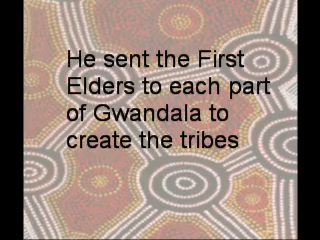 He sent the First
Elders to each part
of Gwandala to
create the tribes